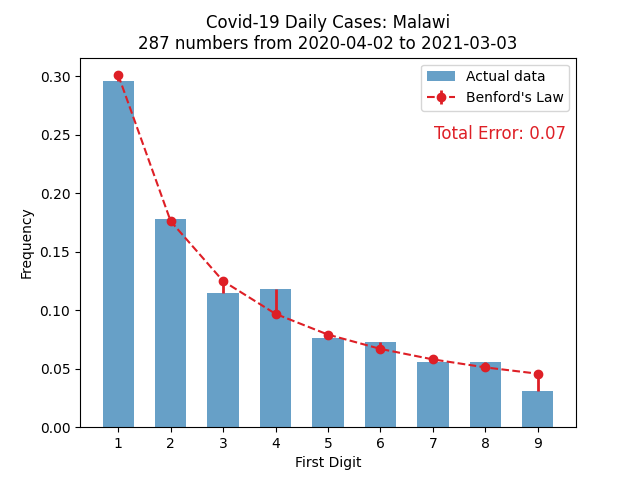 Covid-19 Daily Cases: Malawi
287 numbers from 2020-04-02 to 2021-03-03
Actual data
Benford's Law
Total Error: 0.07
Frequency
0.30
0.25
0.20
0.15
0.10
0.05
0.00
1 2 3 4 5 6 7 8 9
First Digit